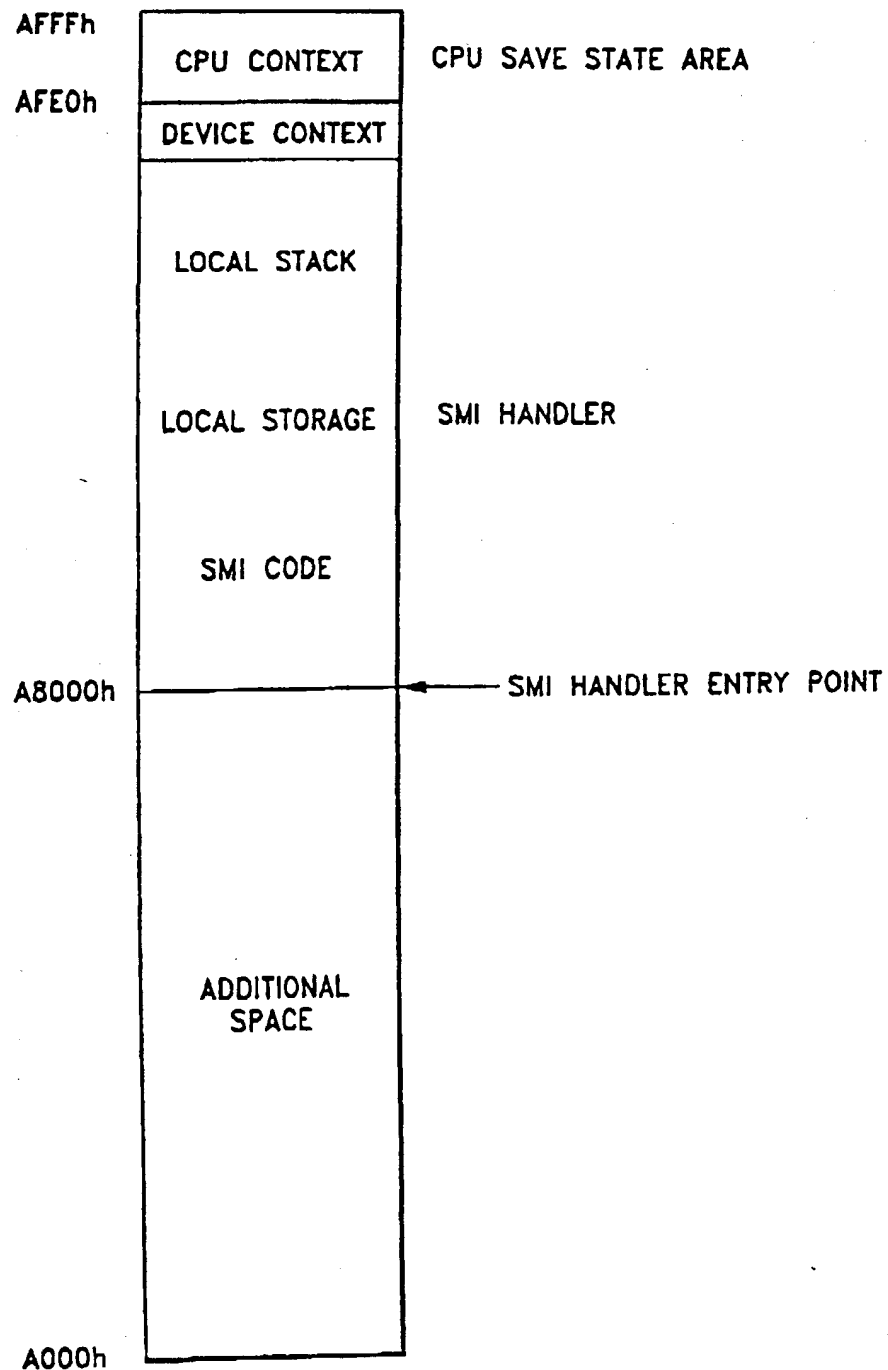 AFFFh
CPU CONTEXT
CPU SAVE STATE AREA
AFE0h
DEVICE CONTEXT
LOCAL STACK
LOCAL STORAGE
SMI HANDLER
SMI CODE
A8000h
SMI HANDLER ENTRY POINT
ADDITIONAL
SPACE
A000h